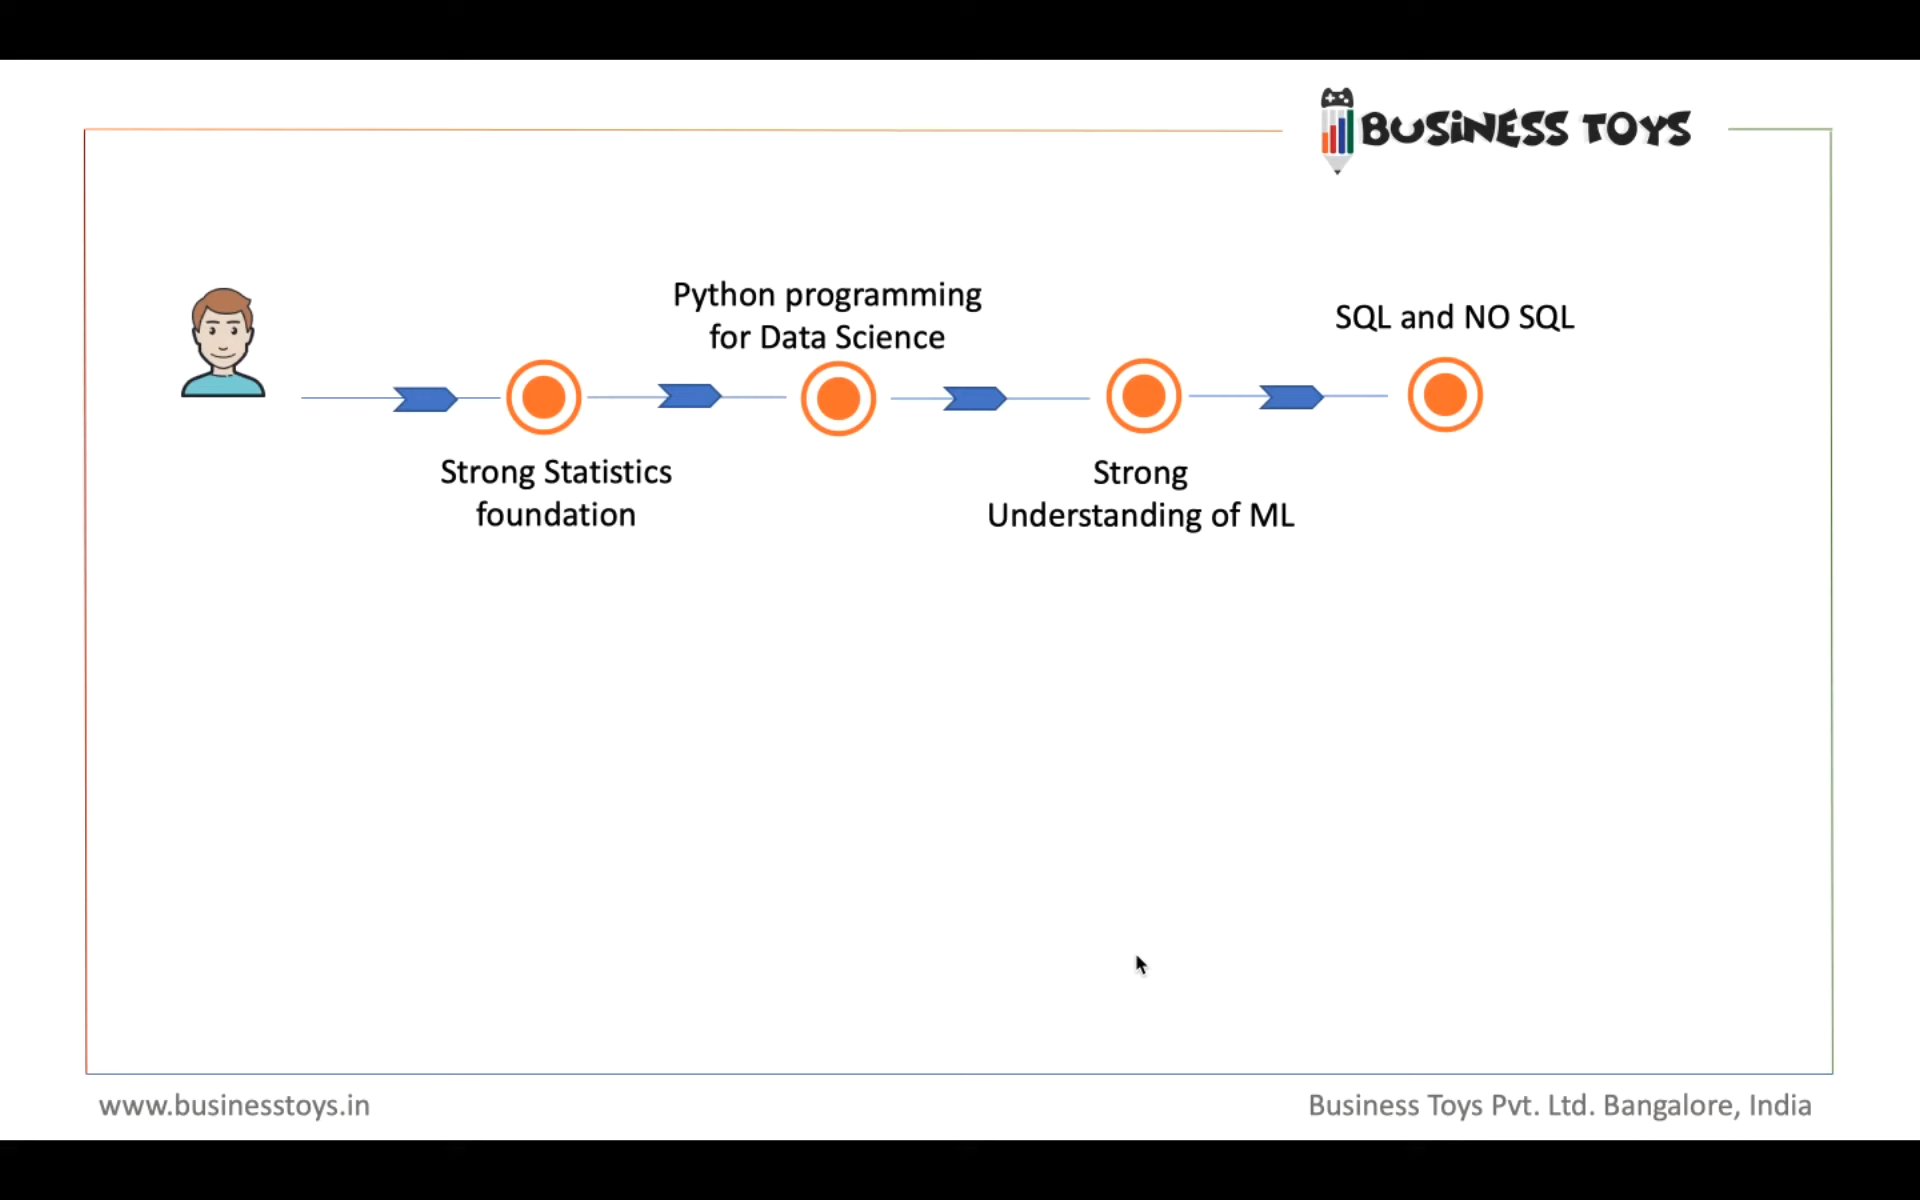 BUSINESS TOYS
Python programming
for Data Science
SQL and NO SQL
Strong Statistics
foundation
Strong
Understanding of ML
www.businesstoys.in
Business Toys Pvt. Ltd. Bangalore, India